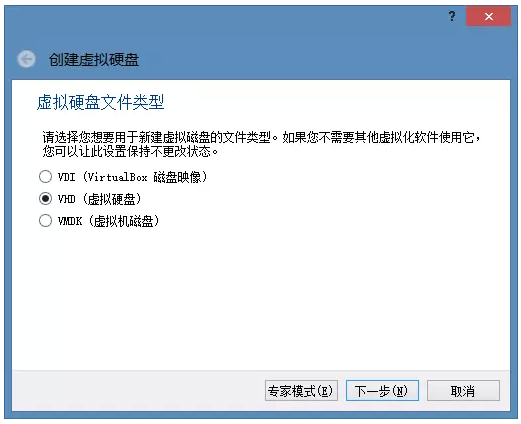 ?
创建虚拟硬盘
虚拟硬盘文件类型
请选择您想要用于新建虚拟磁盘的文件类型。如果您不需要其他虚拟化软件使用它，
您可以让此设置保持不更改状态。
VDI (VirtualBox 磁盘映像)
VHD (虚拟硬盘)
VMDK (虚拟机磁盘)
专家模式(E) 下一步(N) 取消